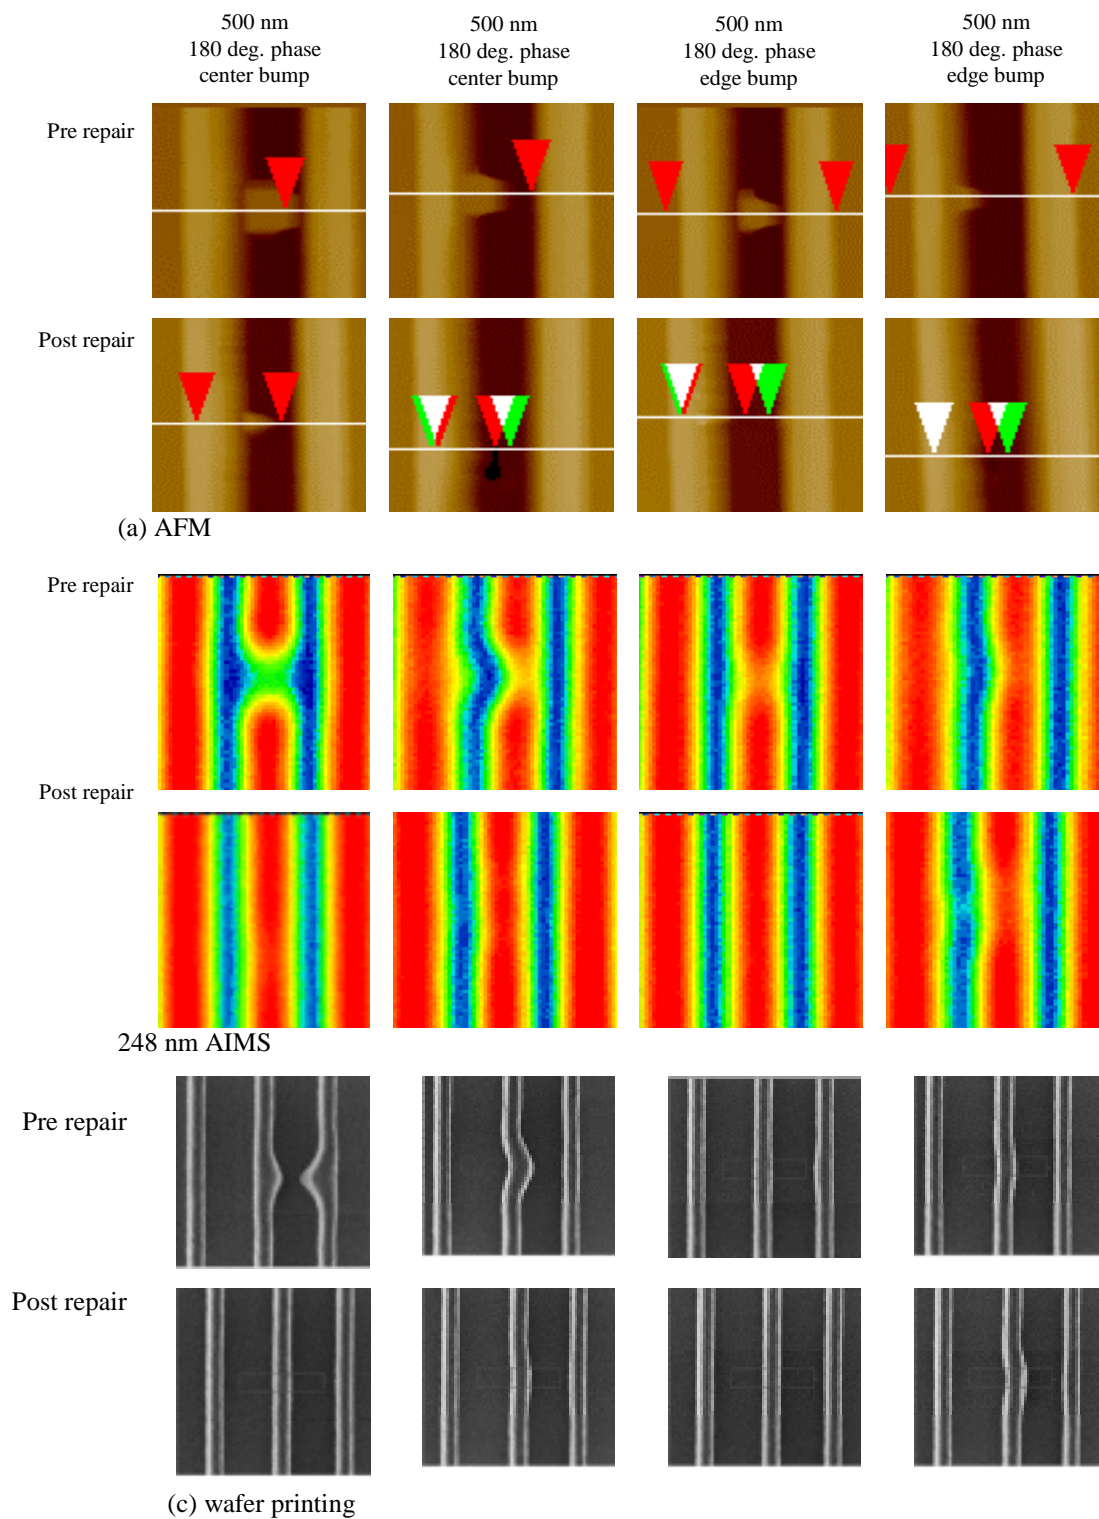 500 nm
180 deg. phase
center bump
500 nm
180 deg. phase
center bump
500 nm
180 deg. phase
edge bump
500 nm
180 deg. phase
edge bump
Pre repair
Post repair
(a) AFM
Pre repair
Post repair
248 nm AIMS
Pre repair
Post repair
(c) wafer printing